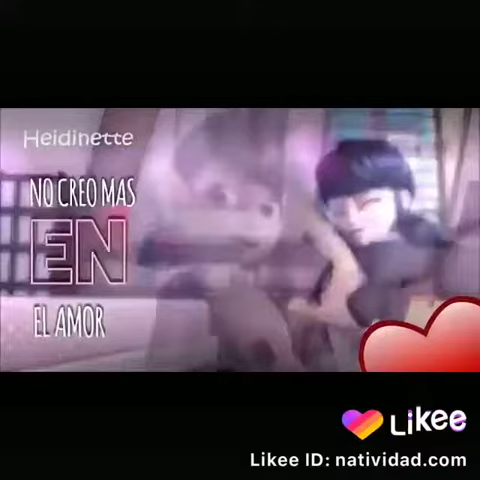 Heidinette
NO CREO MAS
EN
EL AMOR
Likee
Likee ID: natividad.com